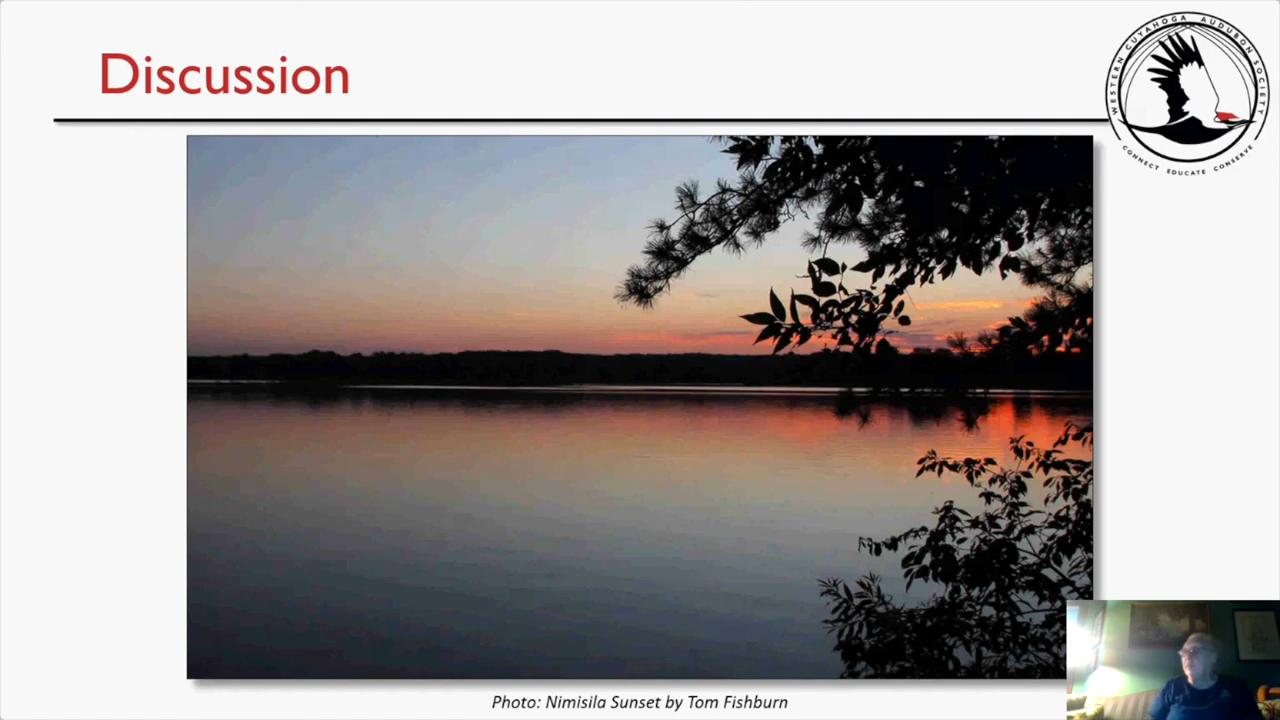 Discussion
WESTERN CUYAHOGA AUDUBON SOCIETY
CONNECT EDUCATE CONSERVE
Photo: Nimisila Sunset by Tom Fishburn